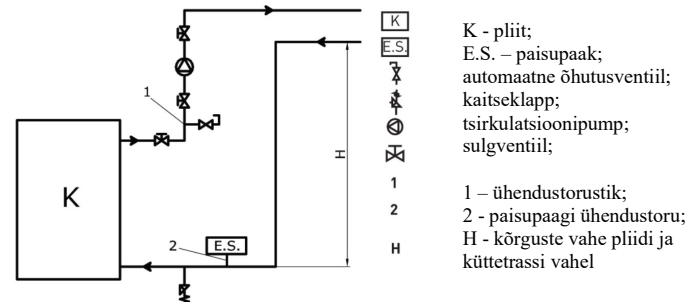 K
1
2
E.S.
H
K
E.S.
1
2
H
K - pliit;
E.S. – paisupaak;
automaatne õhutusventiil;
kaitseklapp;
tsirkulatsioonipump;
sulgventiil;
1 – ühendustorustik;
2 - paisupaagi ühendustoru;
H - kõrguste vahe pliidi ja
küttetrassi vahel